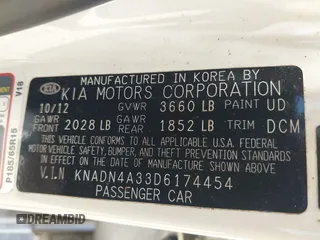 MANUFACTURED IN KOREA BY
KIA KIA MOTORS CORPORATION
10/12 GVWR 3660 LB PAINT UD
GAWR FRONT 2028 LB GAWR REAR 1852 LB TRIM DCM
THIS VEHICLE CONFORMS TO ALL APPLICABLE U.S.A. FEDERAL
MOTOR VEHICLE SAFETY, BUMPER, AND THEFT PREVENTION
STANDARDS IN EFFECT ON THE DATE OF MANUFACTURE SHOWN ABOVE.
V.I.N KNADN4A33D6174454
PASSENGER CAR
V18
P185/65R15